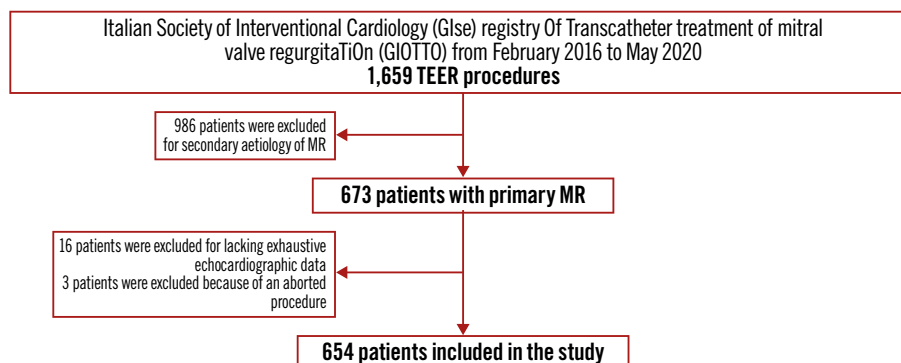 Italian Society of Interventional Cardiology (GIse) registry Of Transcatheter treatment of mitral
valve regurgitaTiOn (GIOTTO) from February 2016 to May 2020
1,659 TEER procedures
986 patients were excluded
for secondary aetiology of MR
673 patients with primary MR
16 patients were excluded for lacking exhaustive
echocardiographic data
3 patients were excluded because of an aborted
procedure
654 patients included in the study